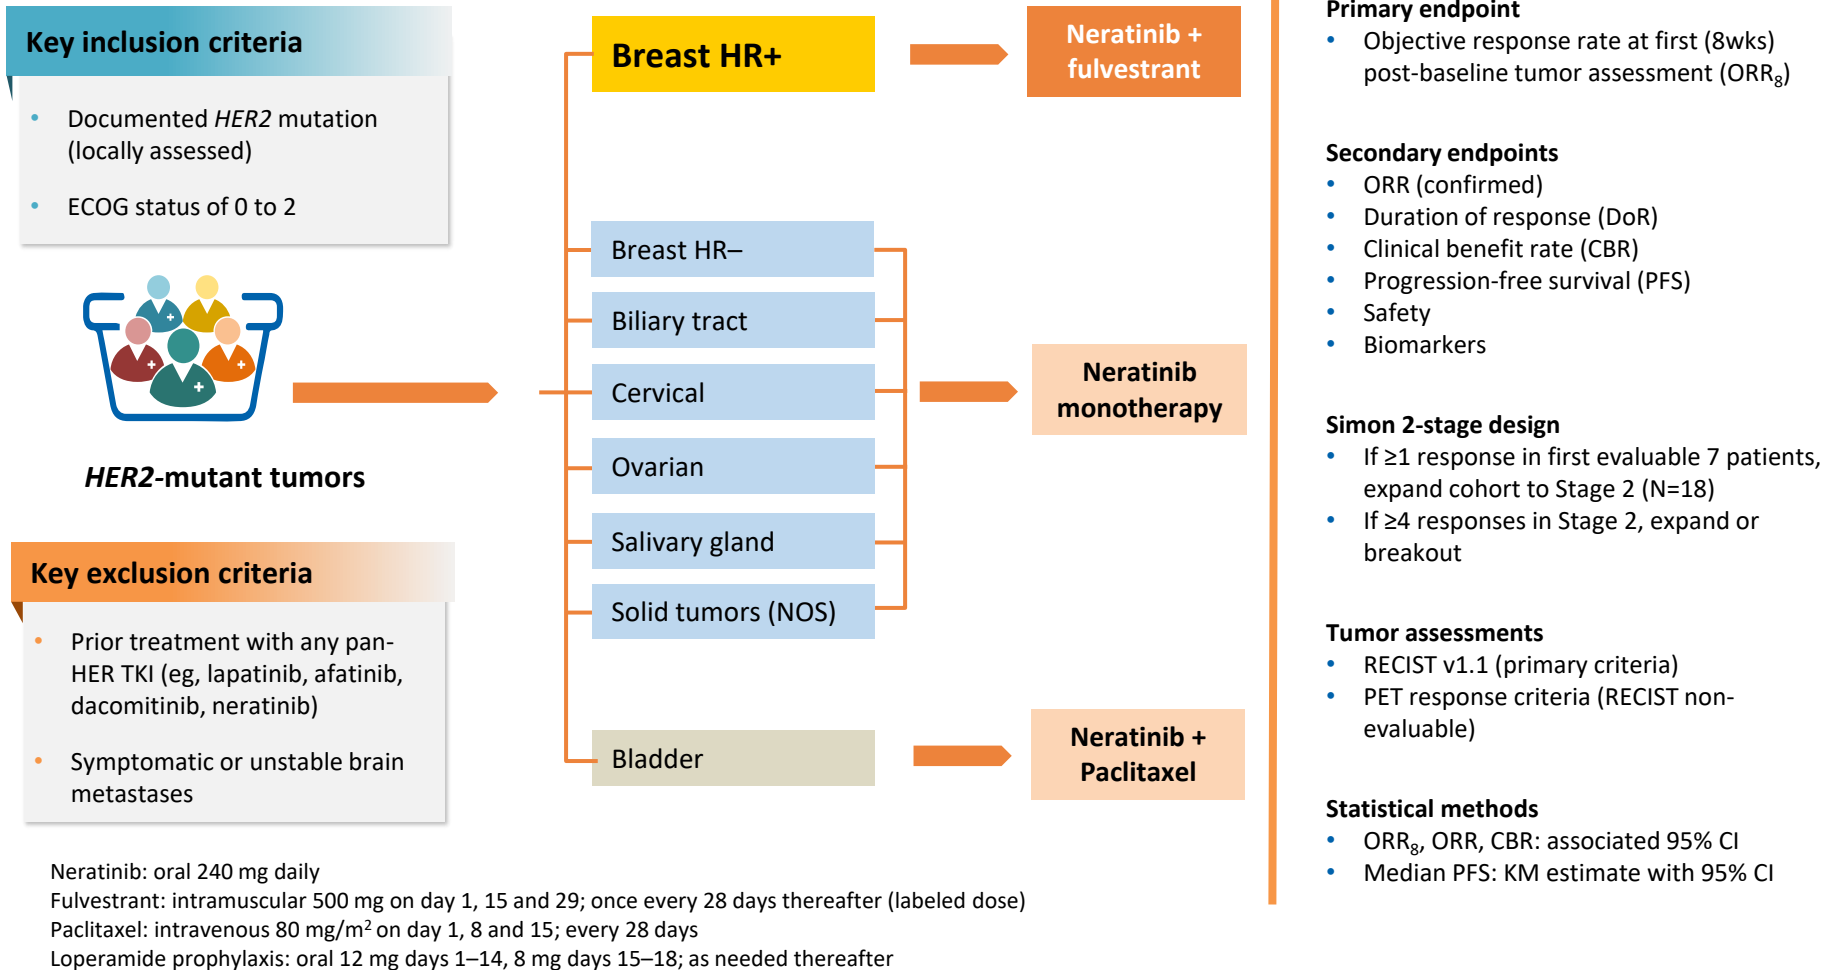 Key inclusion criteria
• Documented HER2 mutation
(locally assessed)
• ECOG status of 0 to 2
HER2-mutant tumors
Key exclusion criteria
• Prior treatment with any pan-
HER TKI (eg, lapatinib, afatinib,
dacomitinib, neratinib)
• Symptomatic or unstable brain
metastases
Breast HR+
Neratinib +
fulvestrant
Breast HR–
Biliary tract
Cervical
Ovarian
Salivary gland
Solid tumors (NOS)
Neratinib
monotherapy
Bladder
Neratinib +
Paclitaxel
Primary endpoint
• Objective response rate at first (8wks)
post-baseline tumor assessment (ORR₈)
Secondary endpoints
• ORR (confirmed)
• Duration of response (DoR)
• Clinical benefit rate (CBR)
• Progression-free survival (PFS)
• Safety
• Biomarkers
Simon 2-stage design
• If ≥1 response in first evaluable 7 patients,
expand cohort to Stage 2 (N=18)
• If ≥4 responses in Stage 2, expand or
breakout
Tumor assessments
• RECIST v1.1 (primary criteria)
• PET response criteria (RECIST non-
evaluable)
Statistical methods
• ORR₈, ORR, CBR: associated 95% CI
• Median PFS: KM estimate with 95% CI
Neratinib: oral 240 mg daily
Fulvestrant: intramuscular 500 mg on day 1, 15 and 29; once every 28 days thereafter (labeled dose)
Paclitaxel: intravenous 80 mg/m² on day 1, 8 and 15; every 28 days
Loperamide prophylaxis: oral 12 mg days 1–14, 8 mg days 15–18; as needed thereafter